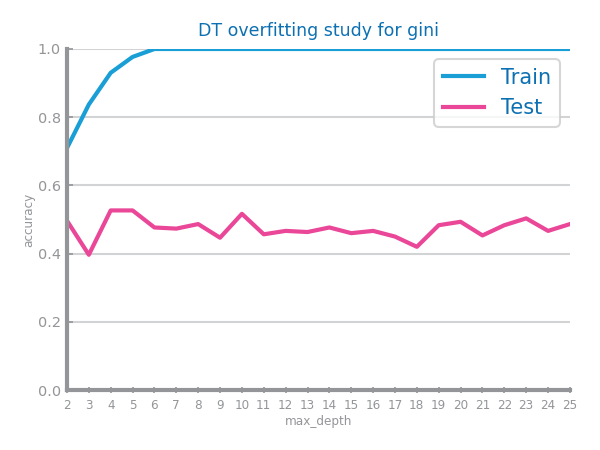 DT overfitting study for gini
1.0
0.8
0.6
0.4
0.2
0.0
accuracy
Train
Test
2 3 4 5 6 7 8 9 10 11 12 13 14 15 16 17 18 19 20 21 22 23 24 25
max_depth